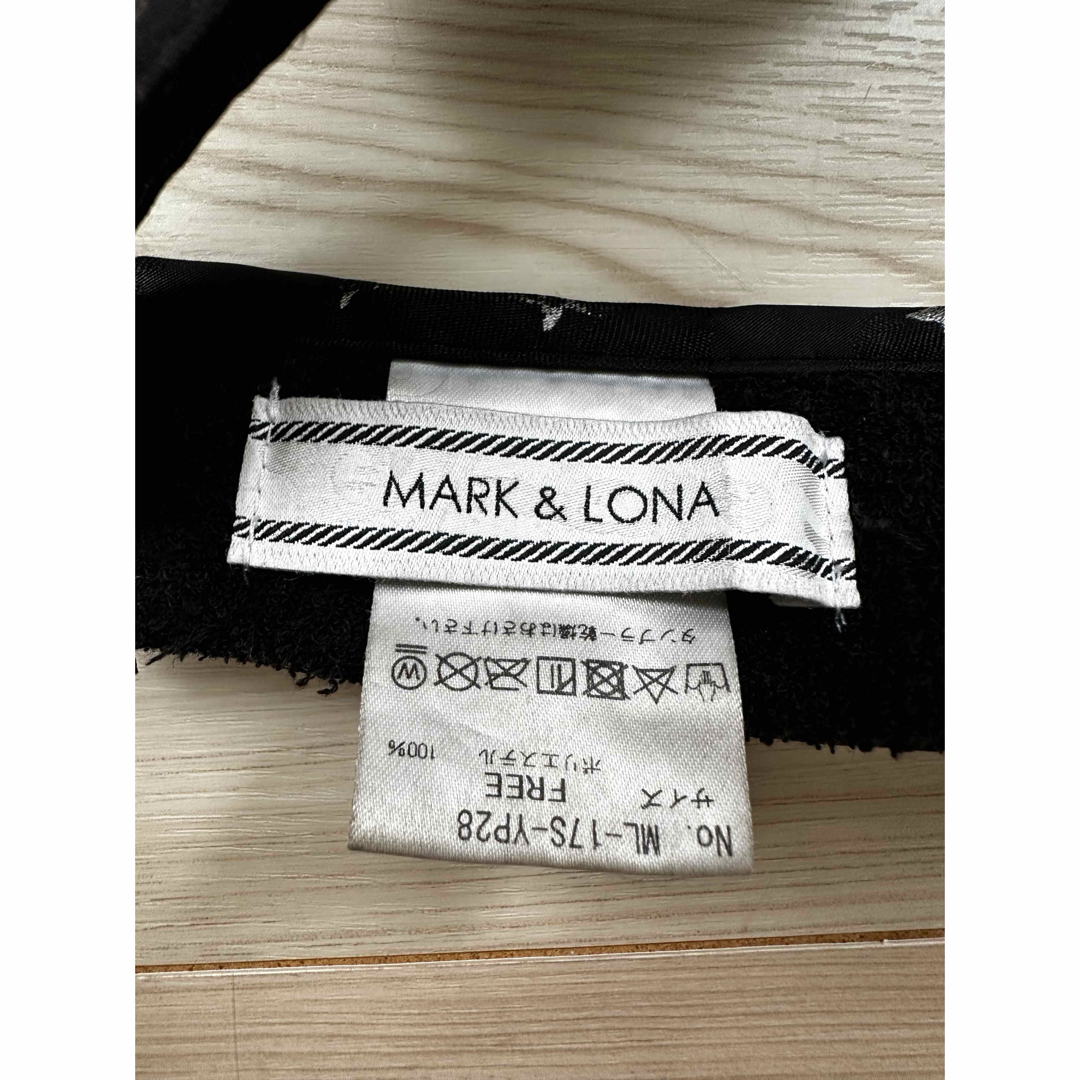 MARK & LONA
No. ML-17S-YP28
サイズ FREE
ポリエステル 100%
W
タンブラー乾燥はおさけ下さい。